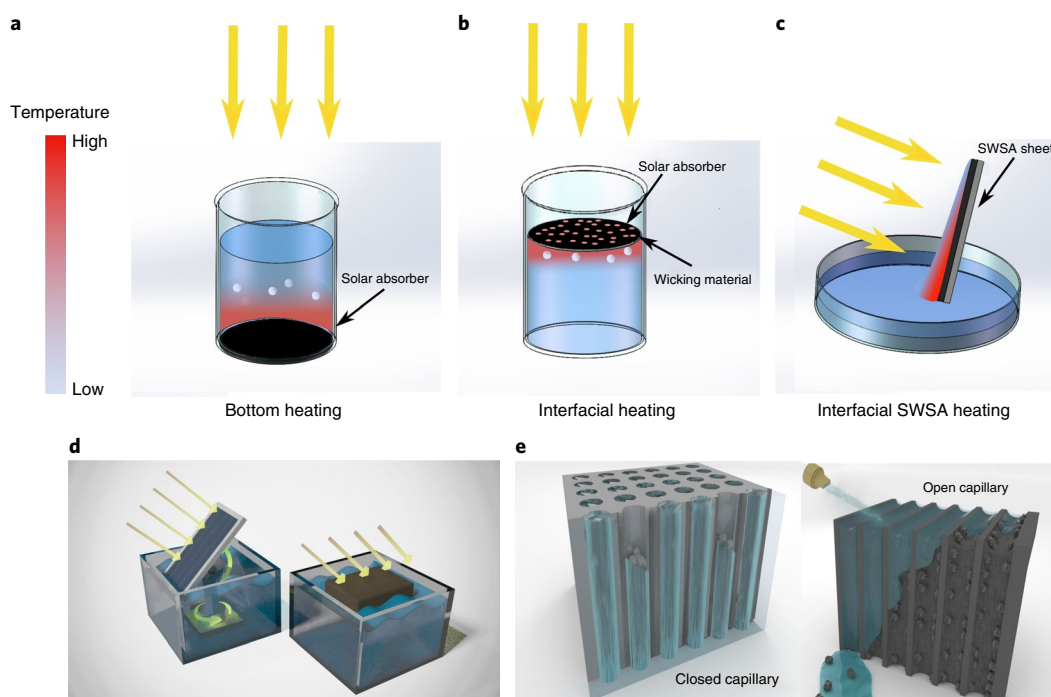 a
b
c
Temperature
High
Low
Solar absorber
Bottom heating
Solar absorber
Wicking material
Interfacial heating
SWSA sheet
Interfacial SWSA heating
d
e
Closed capillary
Open capillary